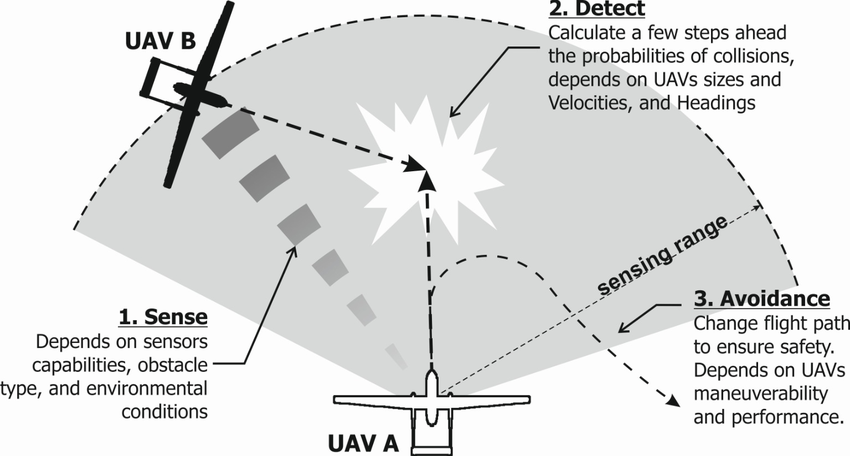 UAV B
2. Detect
Calculate a few steps ahead
the probabilities of collisions,
depends on UAVs sizes and
Velocities, and Headings
sensing range
1. Sense
Depends on sensors
capabilities, obstacle
type, and environmental
conditions
3. Avoidance
Change flight path
to ensure safety.
Depends on UAVs
maneuverability
and performance.
UAV A